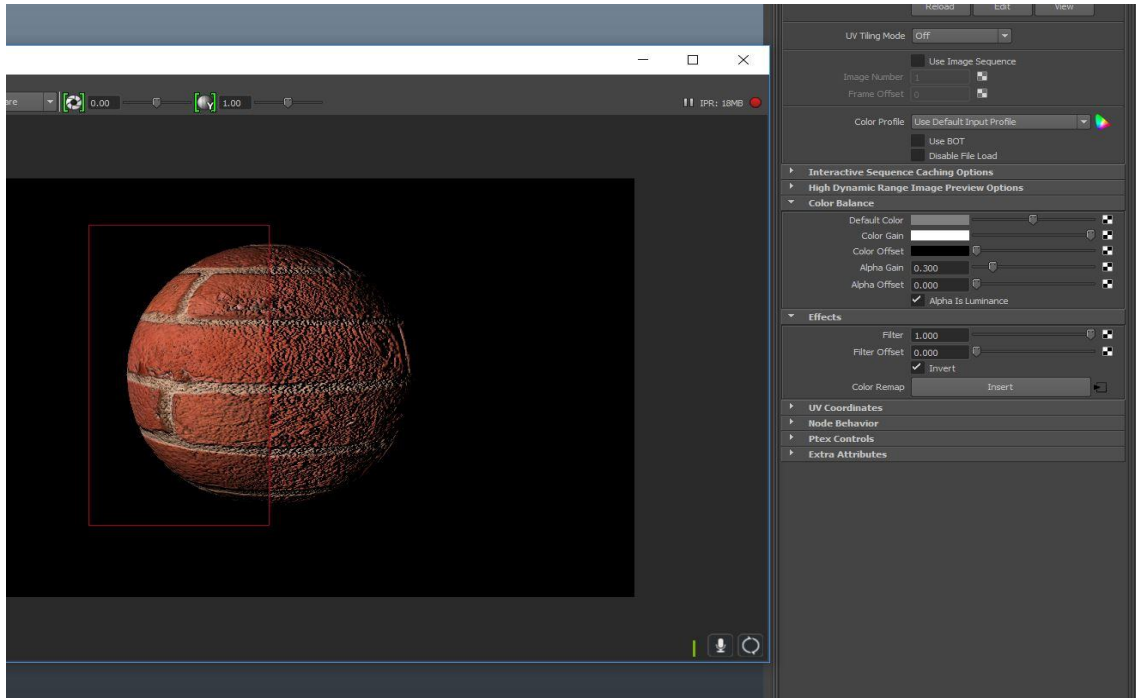 Reload Edit View
UV Tiling Mode Off
Use Image Sequence
Image Number 1
Frame Offset 0
Color Profile Use Default Input Profile
Use BOT
Disable File Load
Interactive Sequence Caching Options
High Dynamic Range Image Preview Options
Color Balance
Default Color
Color Gain
Color Offset
Alpha Gain 0.300
Alpha Offset 0.000
Alpha Is Luminance
Effects
Filter 1.000
Filter Offset 0.000
Invert
Color Remap Insert
UV Coordinates
Node Behavior
Ptex Controls
Extra Attributes
are 0.00 Y 1.00 IPR: 18MB